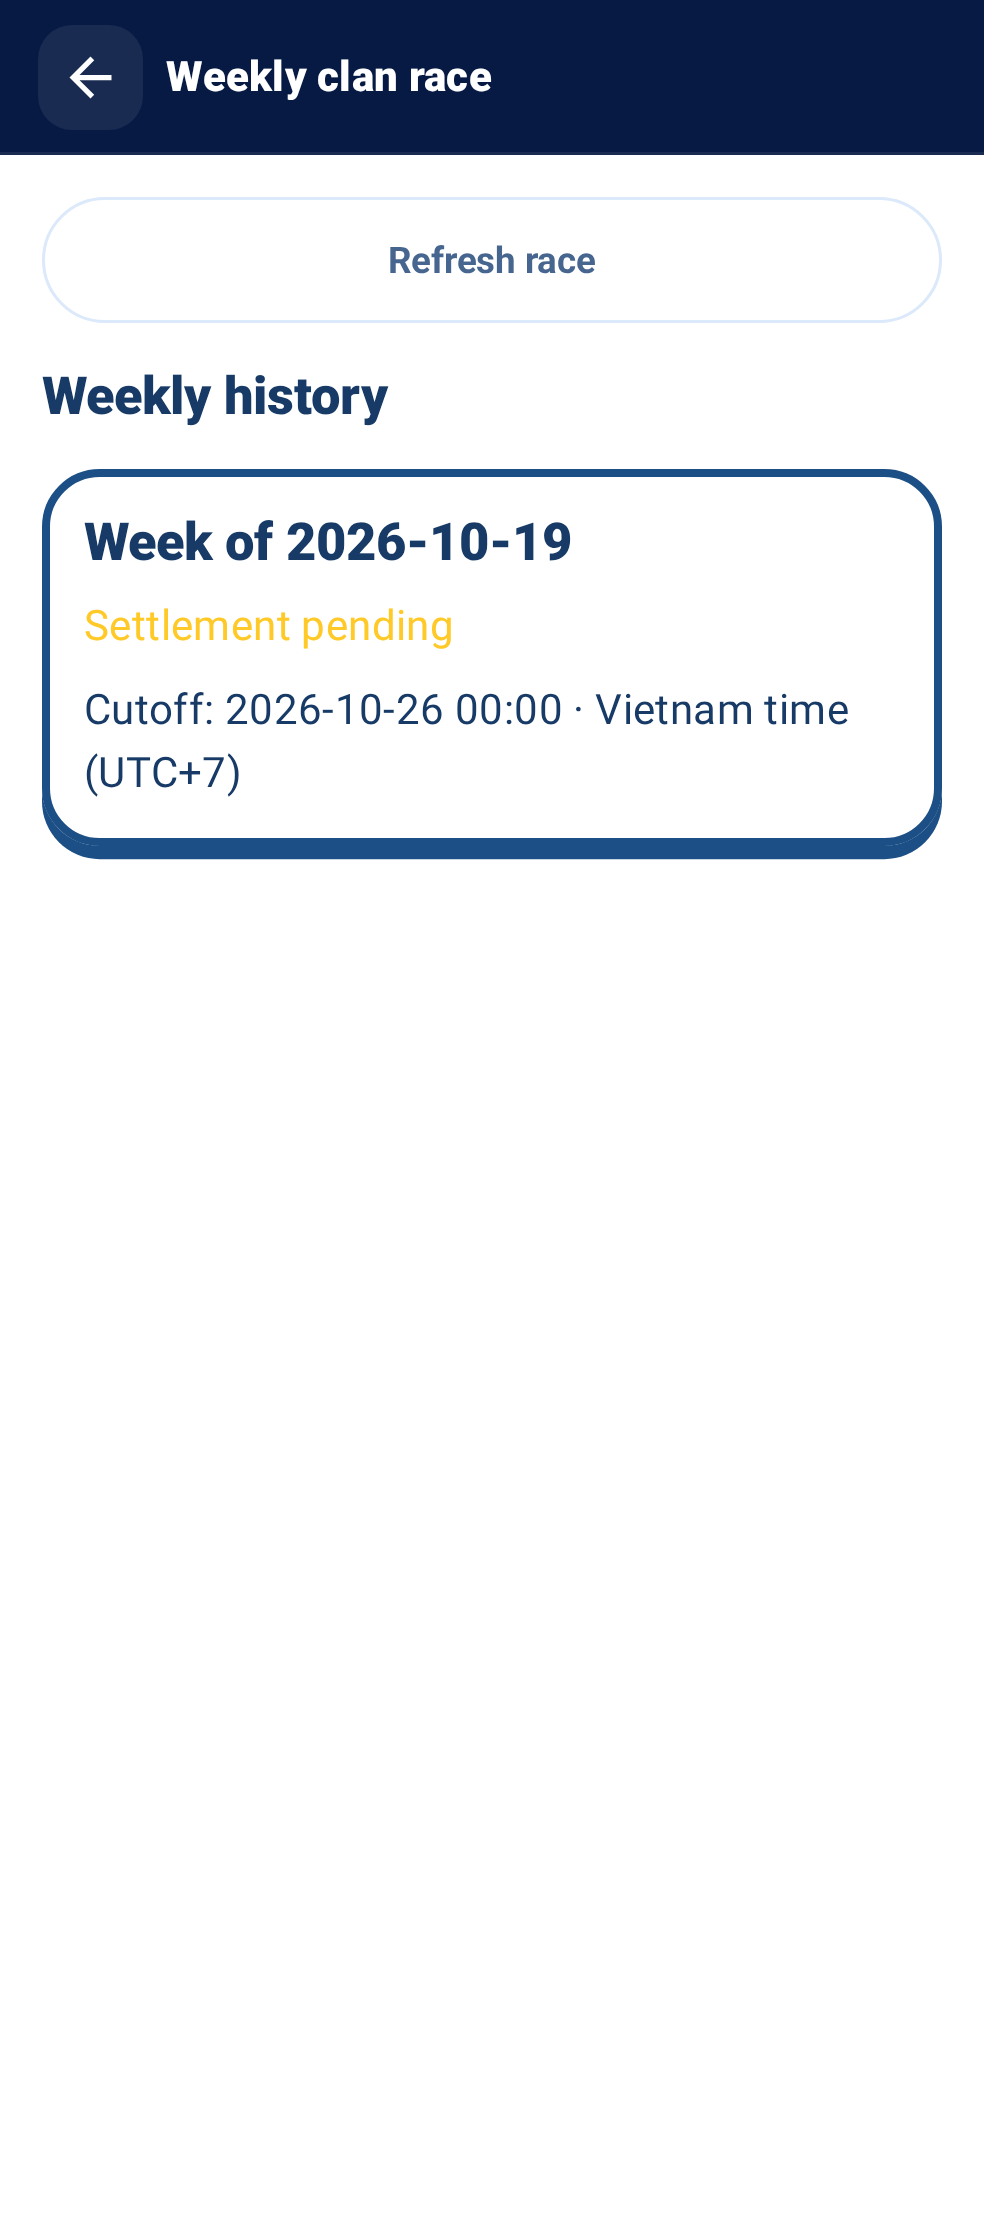 Weekly clan race
Refresh race
Weekly history
Week of 2026-10-19
Settlement pending
Cutoff: 2026-10-26 00:00 · Vietnam time
(UTC+7)